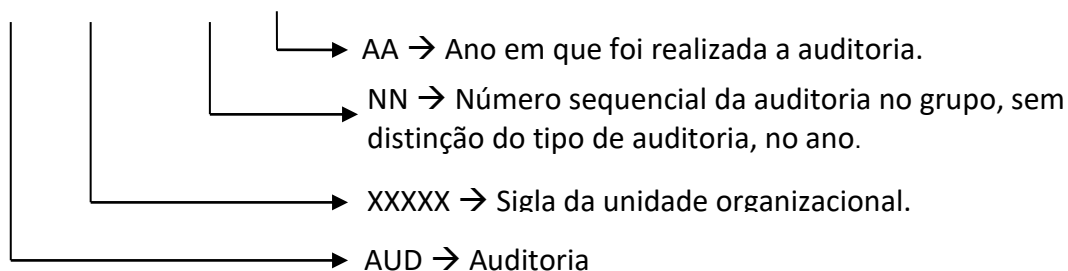 AA → Ano em que foi realizada a auditoria.
NN → Número sequencial da auditoria no grupo, sem
distinção do tipo de auditoria, no ano.
XXXXX → Sigla da unidade organizacional.
AUD → Auditoria